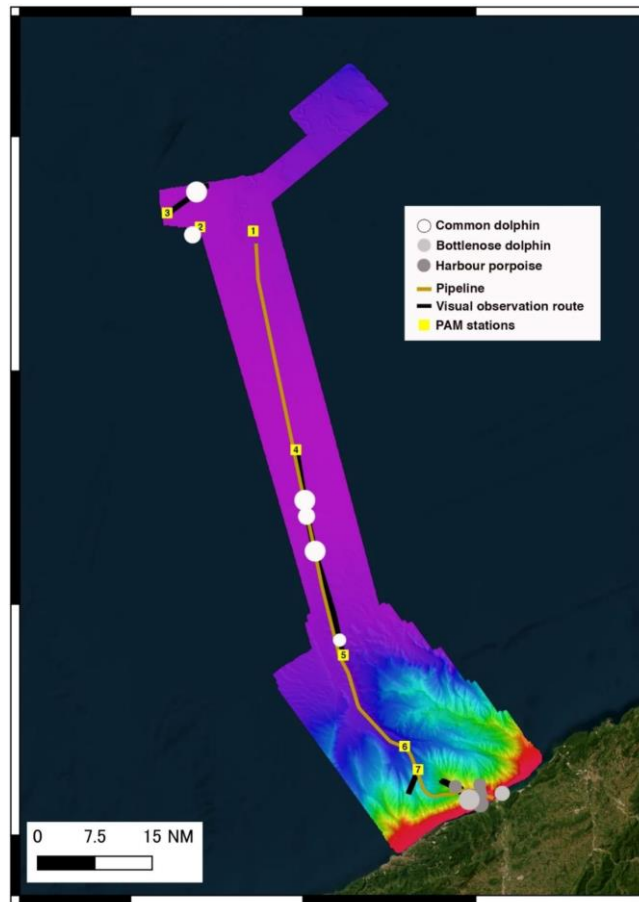 3
2
1
Common dolphin
Bottlenose dolphin
Harbour porpoise
Pipeline
Visual observation route
PAM stations
4
5
6
7
0 7.5 15 NM